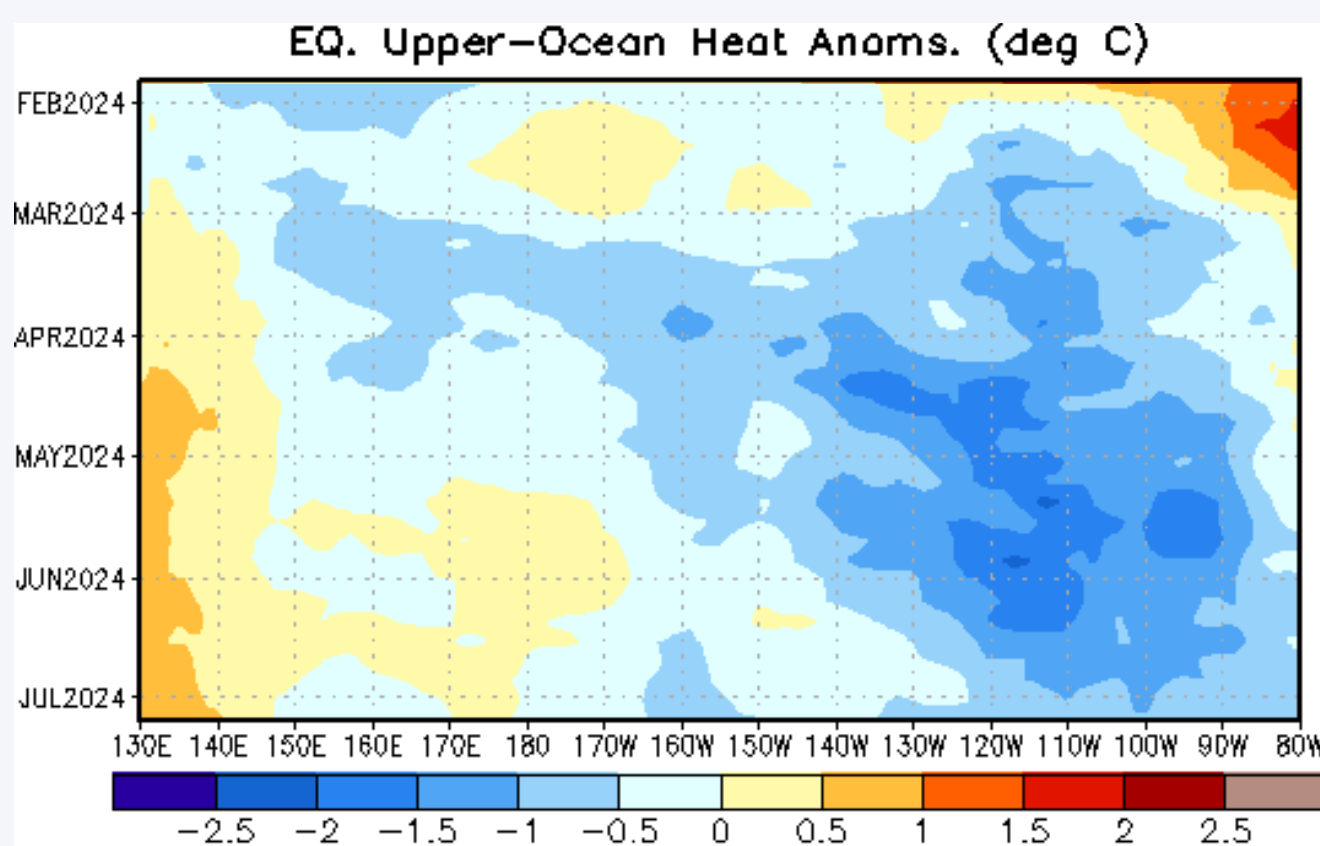 EQ. Upper-Ocean Heat Anoms. (deg C)
FEB2024
MAR2024
APR2024
MAY2024
JUN2024
JUL2024
130E 140E 150E 160E 170E 180 170W 160W 150W 140W 130W 120W 110W 100W 90W 80W
-2.5 -2 -1.5 -1 -0.5 0 0.5 1 1.5 2 2.5